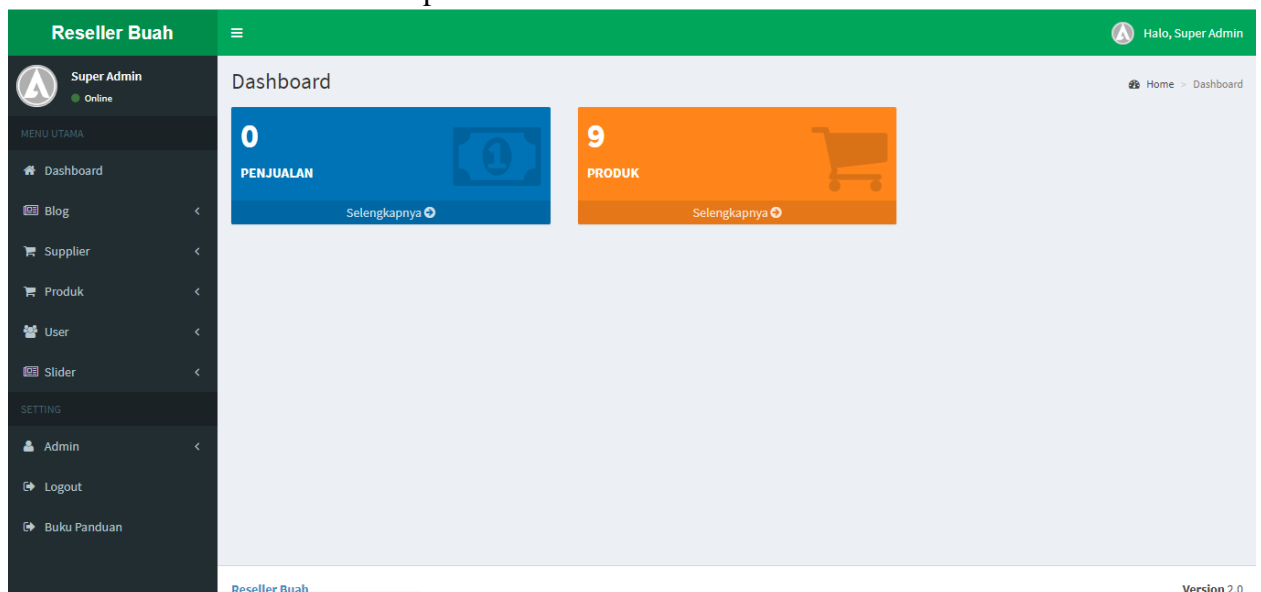 Reseller Buah
Halo, Super Admin
Super Admin
Online
MENU UTAMA
Dashboard
Blog
Supplier
Produk
User
Slider
SETTING
Admin
Logout
Buku Panduan
Dashboard
Home > Dashboard
0
PENJUALAN
Selengkapnya
9
PRODUK
Selengkapnya
Reseller Buah
Version 2.0